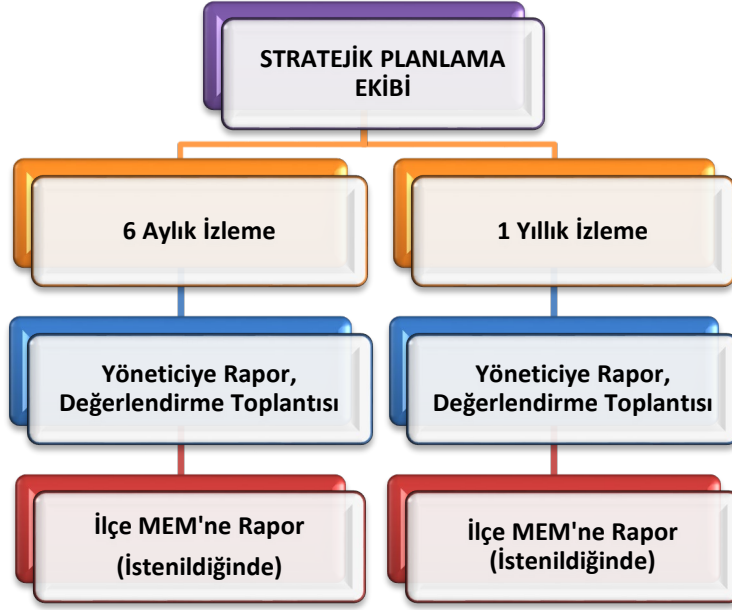 STRATEJİK PLANLAMA
EKİBİ
6 Aylık İzleme
1 Yıllık İzleme
Yöneticiye Rapor,
Değerlendirme Toplantısı
Yöneticiye Rapor,
Değerlendirme Toplantısı
İlçe MEM'ne Rapor
(İstenildiğinde)
İlçe MEM'ne Rapor
(İstenildiğinde)